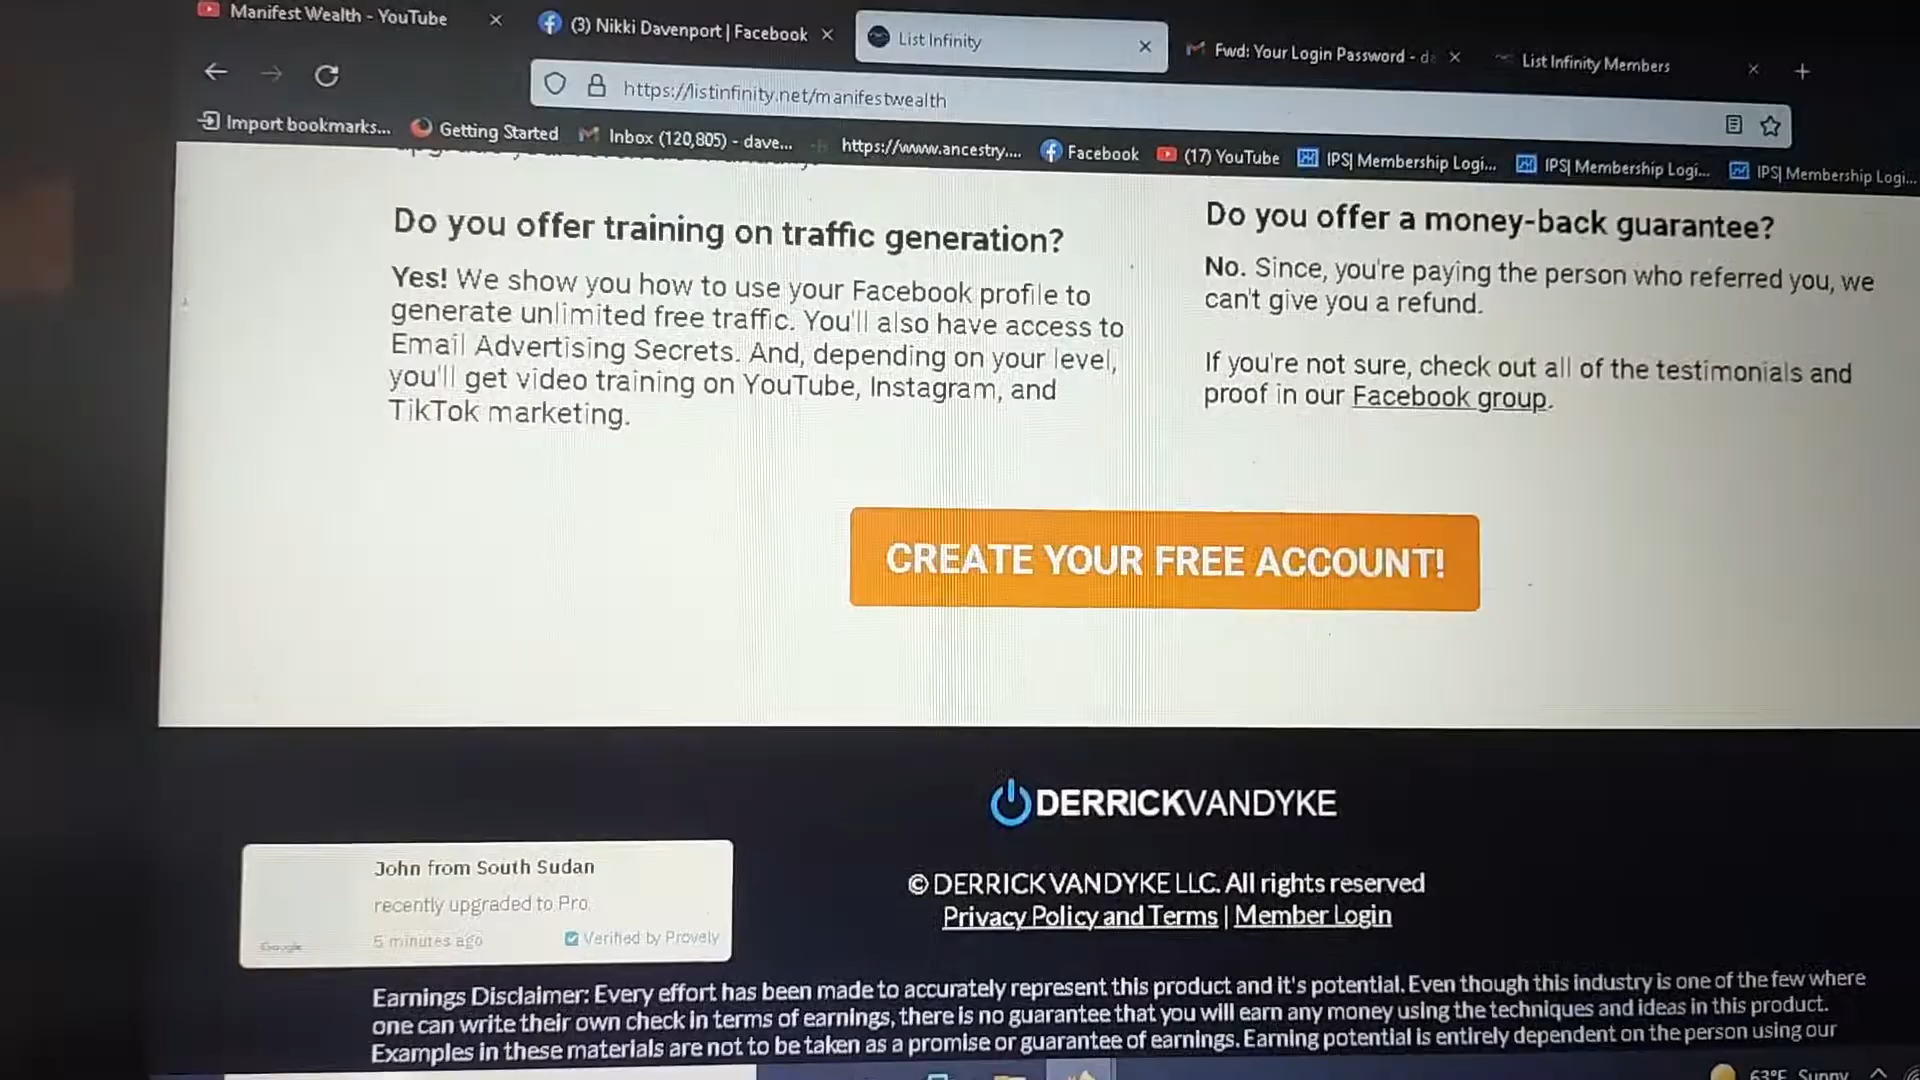 Manifest Wealth - YouTube
(3) Nikki Davenport | Facebook
List Infinity
Fwd: Your Login Password - d
List Infinity Members
https://listinfinity.net/manifestwealth
Import bookmarks...
Getting Started
Inbox (120,805) - dave...
https://www.ancestry....
Facebook
(17) YouTube
IPS| Membership Logi...
IPS| Membership Logi...
IPS| Membership Logi...
Do you offer training on traffic generation?
Yes! We show you how to use your Facebook profile to
generate unlimited free traffic. You'll also have access to
Email Advertising Secrets. And, depending on your level,
you'll get video training on YouTube, Instagram, and
TikTok marketing.
Do you offer a money-back guarantee?
No. Since, you're paying the person who referred you, we
can't give you a refund.
If you're not sure, check out all of the testimonials and
proof in our Facebook group.
CREATE YOUR FREE ACCOUNT!
DERRICKVANDYKE
© DERRICK VANDYKE LLC. All rights reserved
Privacy Policy and Terms | Member Login
John from South Sudan
recently upgraded to Pro.
5 minutes ago
Verified by Provely
Google
Earnings Disclaimer: Every effort has been made to accurately represent this product and it's potential. Even though this industry is one of the few where
one can write their own check in terms of earnings, there is no guarantee that you will earn any money using the techniques and ideas in this product.
Examples in these materials are not to be taken as a promise or guarantee of earnings. Earning potential is entirely dependent on the person using our
63°F Sunny